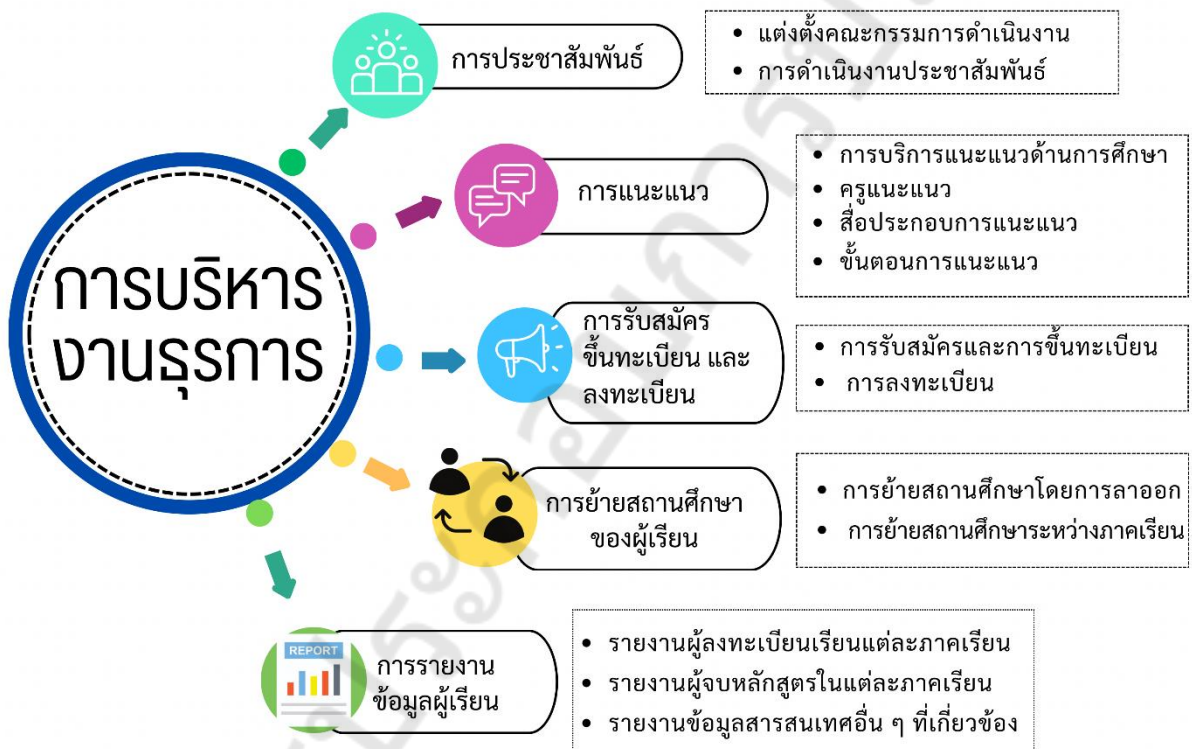 การประชาสัมพันธ์
• แต่งตั้งคณะกรรมการดำเนินงาน
• การดำเนินงานประชาสัมพันธ์
การแนะแนว
• การบริการแนะแนวด้านการศึกษา
• ครูแนะแนว
• สื่อประกอบการแนะแนว
• ขั้นตอนการแนะแนว
การบริหาร
งานธุรการ
การรับสมัคร
ขึ้นทะเบียน และ
ลงทะเบียน
• การรับสมัครและการขึ้นทะเบียน
• การลงทะเบียน
การย้ายสถานศึกษา
ของผู้เรียน
• การย้ายสถานศึกษาโดยการลาออก
• การย้ายสถานศึกษาระหว่างภาคเรียน
REPORT
การรายงาน
ข้อมูลผู้เรียน
• รายงานผู้ลงทะเบียนเรียนแต่ละภาคเรียน
• รายงานผู้จบหลักสูตรในแต่ละภาคเรียน
• รายงานข้อมูลสารสนเทศอื่น ๆ ที่เกี่ยวข้อง